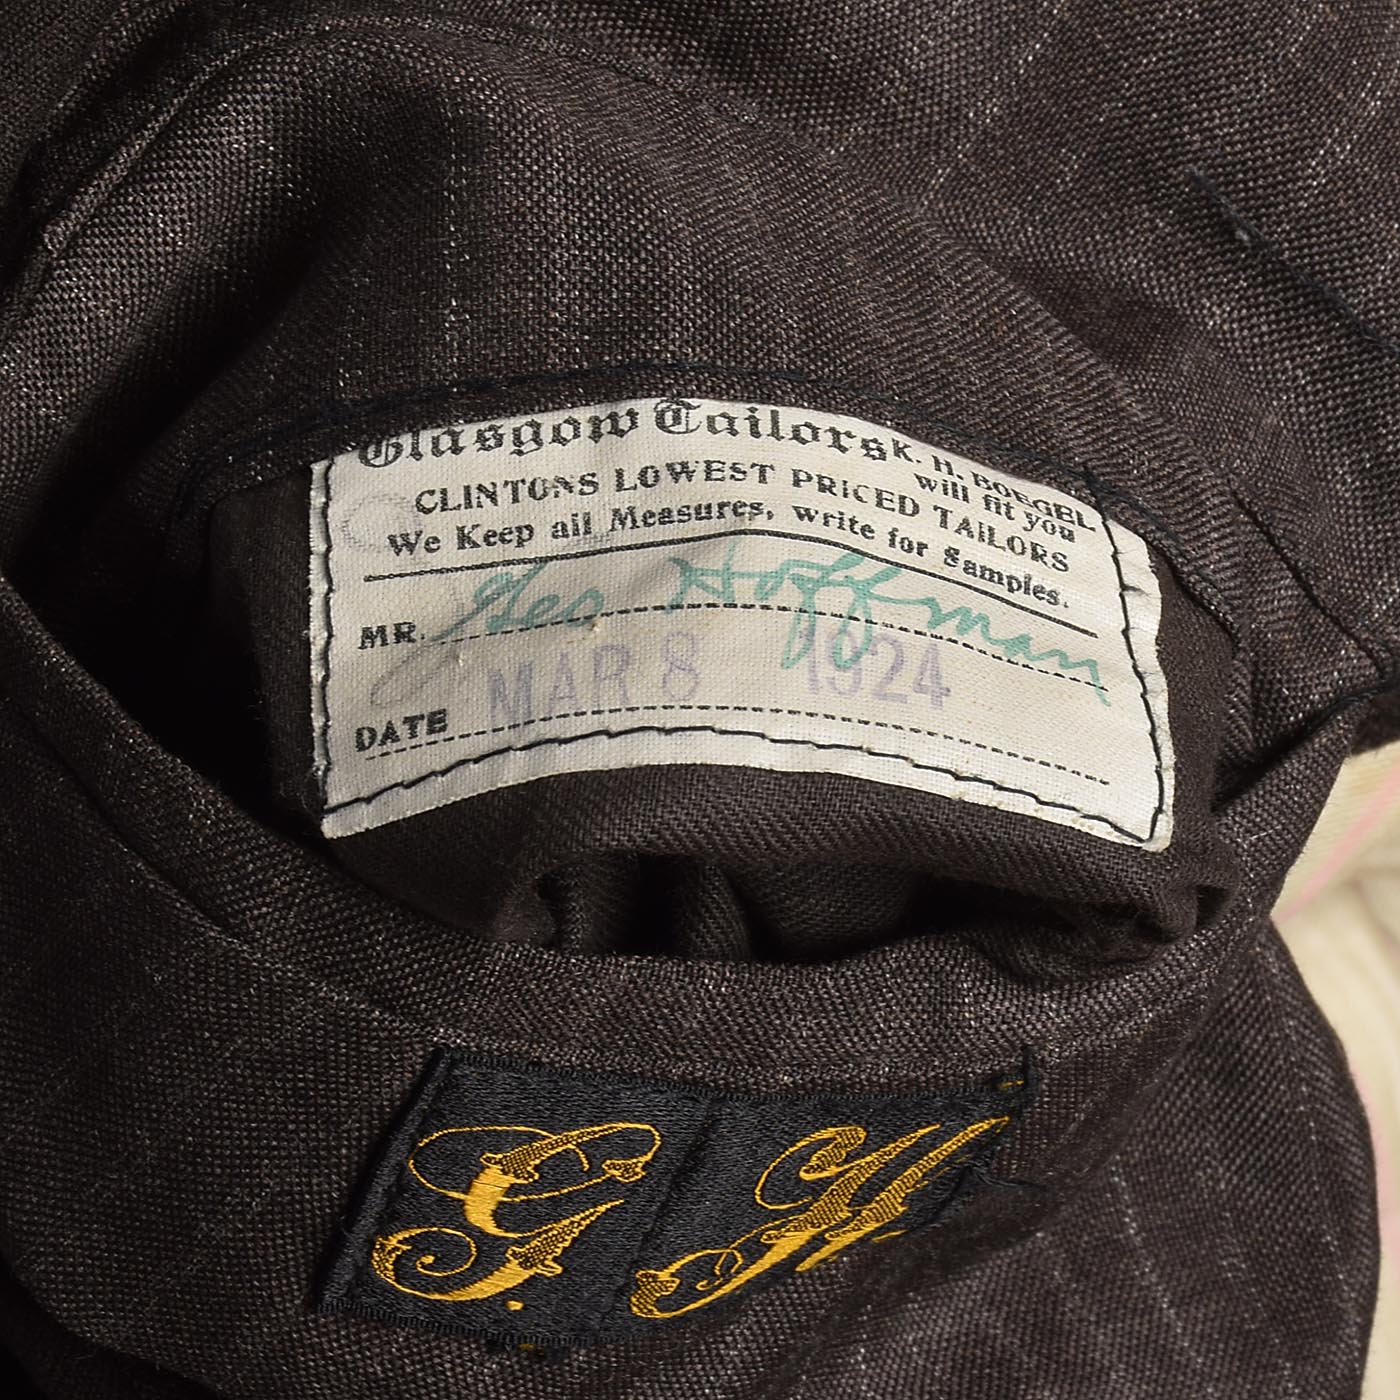 Glasgow Tailors K. H. BOEGEL
will fit you
CLINTONS LOWEST PRICED TAILORS
We Keep all Measures, write for Samples.
MR. Geo Hoffman
DATE MAR 8 1924
G. H.